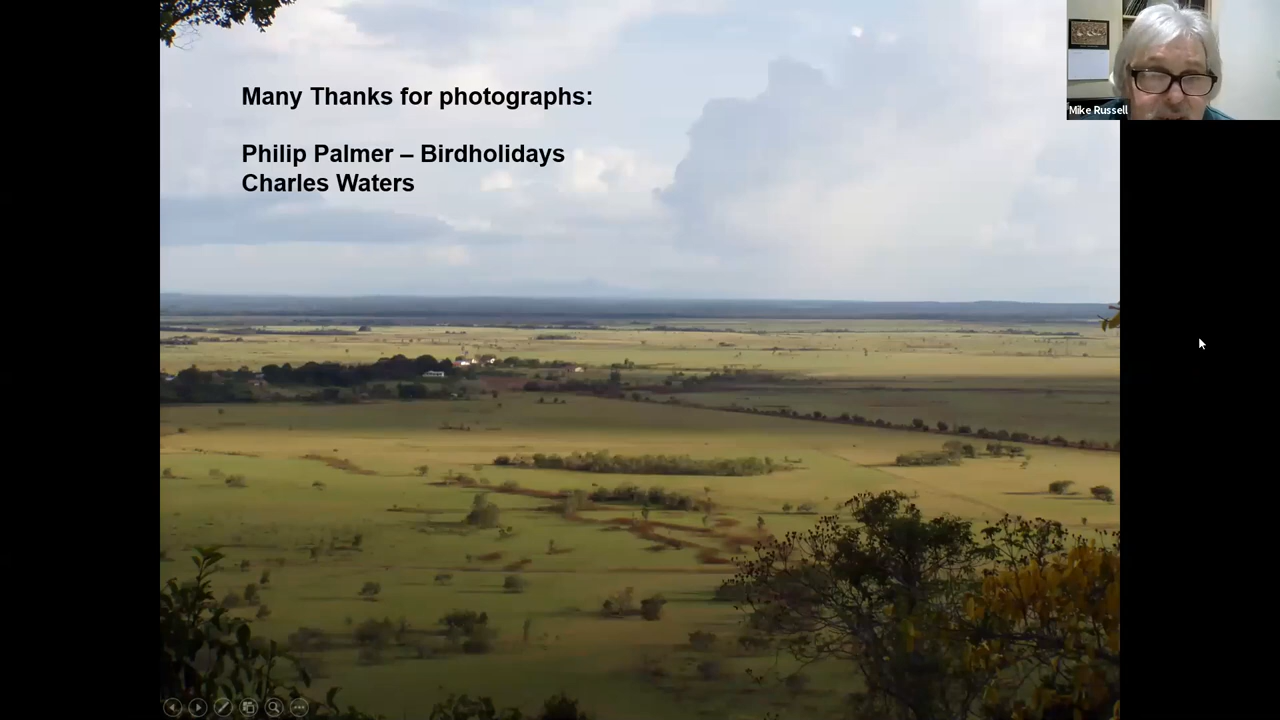 Many Thanks for photographs:
Philip Palmer – Birdholidays
Charles Waters
Mike Russell